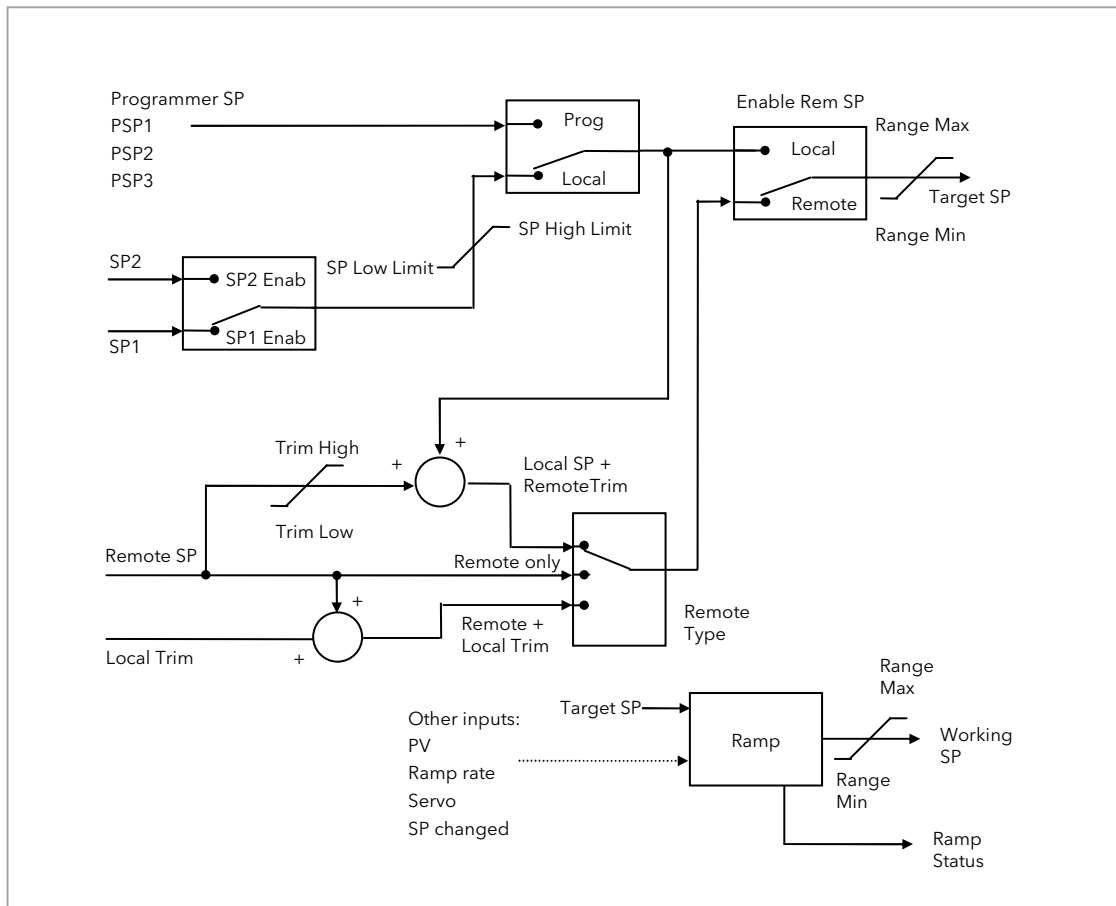 Programmer SP
PSP1
PSP2
PSP3
Prog
Local
Enable Rem SP
Local
Remote
Range Max
Target SP
Range Min
SP High Limit
SP Low Limit
SP2
SP2 Enab
SP1 Enab
SP1
Trim High
Trim Low
+
+
Local SP +
RemoteTrim
Remote SP
Remote only
+
+
Remote +
Local Trim
Local Trim
Remote
Type
Other inputs:
PV
Ramp rate
Servo
SP changed
Target SP
Ramp
Range
Max
Range
Min
Working
SP
Ramp
Status